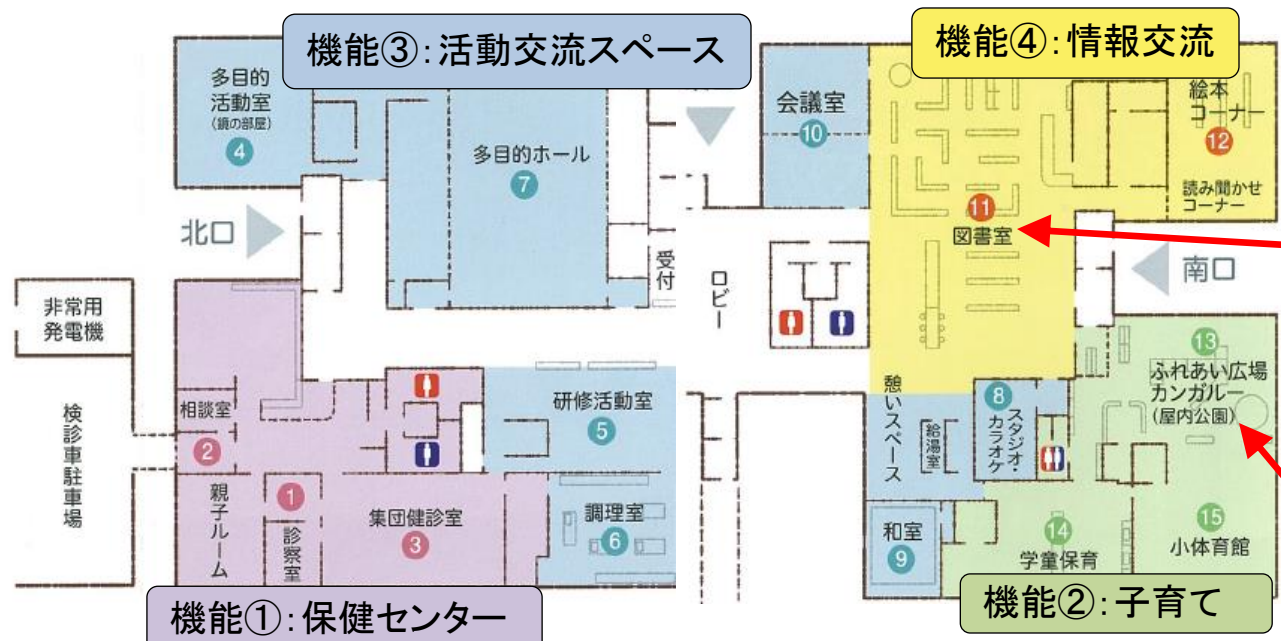 機能③：活動交流スペース
機能④：情報交流
多目的
活動室
（鏡の部屋）
4
多目的ホール
7
会議室
10
絵本
コーナー
12
読み聞かせ
コーナー
11
図書室
北口
受付
ロビー
南口
非常用
発電機
検診車駐車場
相談室
2
親子ルーム
1
診察室
集団健診室
3
研修活動室
5
調理室
6
憩いスペース
給湯室
8
スタジオ・
カラオケ
和室
9
13
ふれあい広場
カンガルー
（屋内公園）
14
学童保育
15
小体育館
機能①：保健センター
機能②：子育て